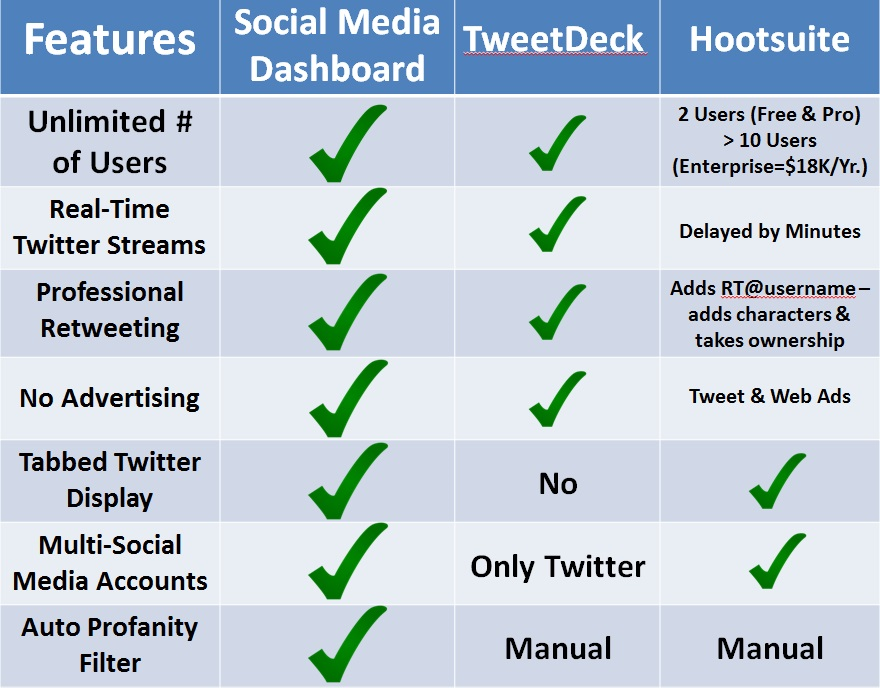 Features
Social Media
Dashboard
TweetDeck
Hootsuite
Unlimited #
of Users
2 Users (Free & Pro)
> 10 Users
(Enterprise=$18K/Yr.)
Real-Time
Twitter Streams
Delayed by Minutes
Professional
Retweeting
Adds RT@username –
adds characters &
takes ownership
No Advertising
Tweet & Web Ads
Tabbed Twitter
Display
No
Multi-Social
Media Accounts
Only Twitter
Auto Profanity
Filter
Manual
Manual